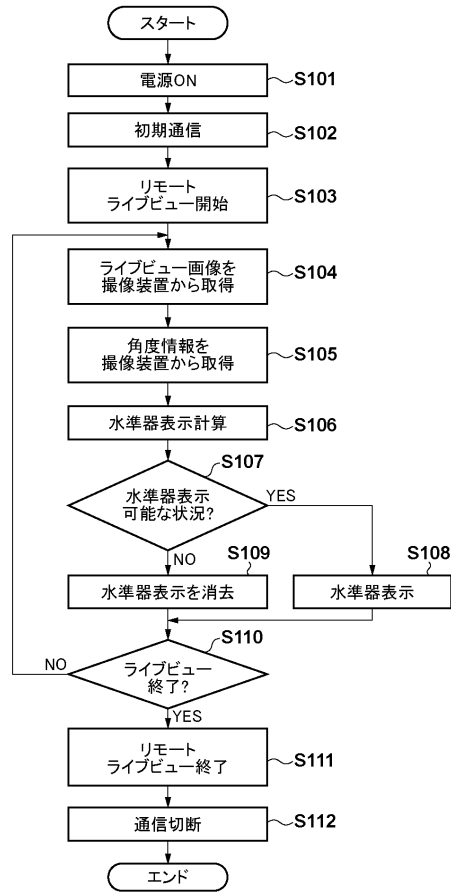 スタート
電源ON
S101
初期通信
S102
リモート
ライブビュー開始
S103
ライブビュー画像を
撮像装置から取得
S104
角度情報を
撮像装置から取得
S105
水準器表示計算
S106
S107
水準器表示
可能な状況?
YES
NO
S109
水準器表示を消去
S108
水準器表示
S110
ライブビュー
終了?
NO
YES
リモート
ライブビュー終了
S111
通信切断
S112
エンド